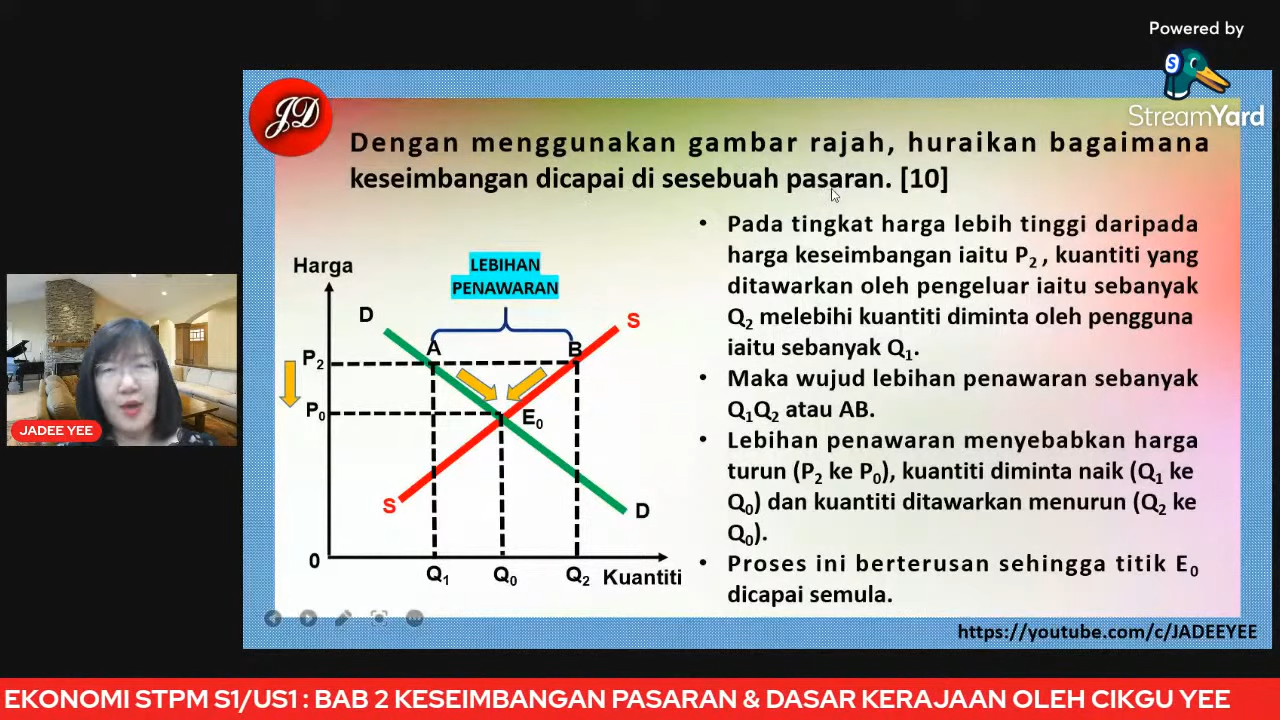 Powered by
S
StreamYard
JD
Dengan menggunakan gambar rajah, huraikan bagaimana
keseimbangan dicapai di sesebuah pasaran. [10]
Harga
LEBIHAN
PENAWARAN
D
S
A
B
P2
P0
E0
S
D
0
Q1
Q0
Q2
Kuantiti
• Pada tingkat harga lebih tinggi daripada
harga keseimbangan iaitu P2 , kuantiti yang
ditawarkan oleh pengeluar iaitu sebanyak
Q2 melebihi kuantiti diminta oleh pengguna
iaitu sebanyak Q1.
• Maka wujud lebihan penawaran sebanyak
Q1Q2 atau AB.
• Lebihan penawaran menyebabkan harga
turun (P2 ke P0), kuantiti diminta naik (Q1 ke
Q0) dan kuantiti ditawarkan menurun (Q2 ke
Q0).
• Proses ini berterusan sehingga titik E0
dicapai semula.
JADEE YEE
https://youtube.com/c/JADEEYEE
EKONOMI STPM S1/US1 : BAB 2 KESEIMBANGAN PASARAN & DASAR KERAJAAN OLEH CIKGU YEE